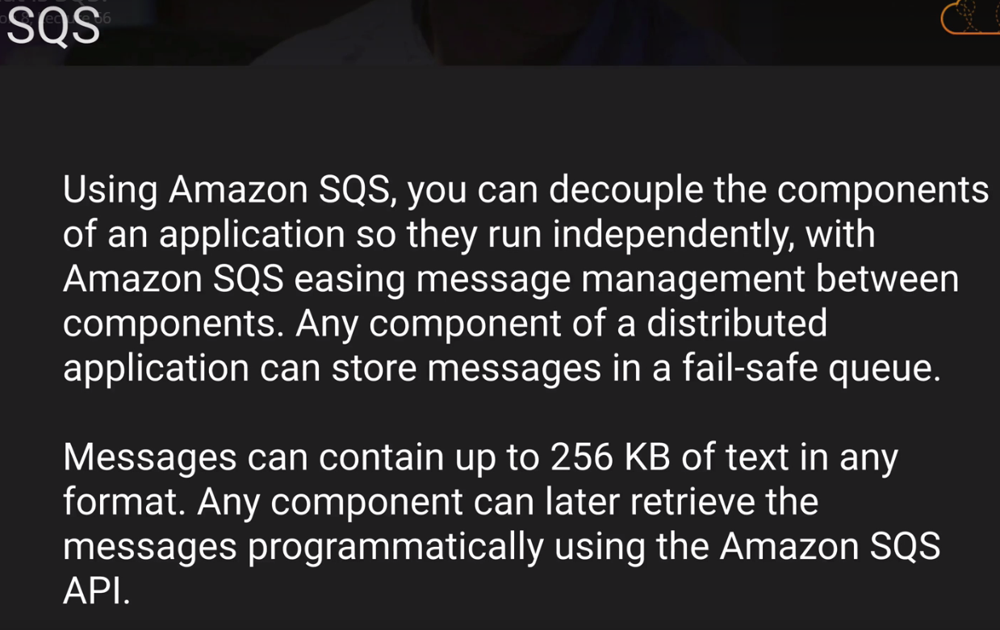 SQS
Using Amazon SQS, you can decouple the components
of an application so they run independently, with
Amazon SQS easing message management between
components. Any component of a distributed
application can store messages in a fail-safe queue.
Messages can contain up to 256 KB of text in any
format. Any component can later retrieve the
messages programmatically using the Amazon SQS
API.